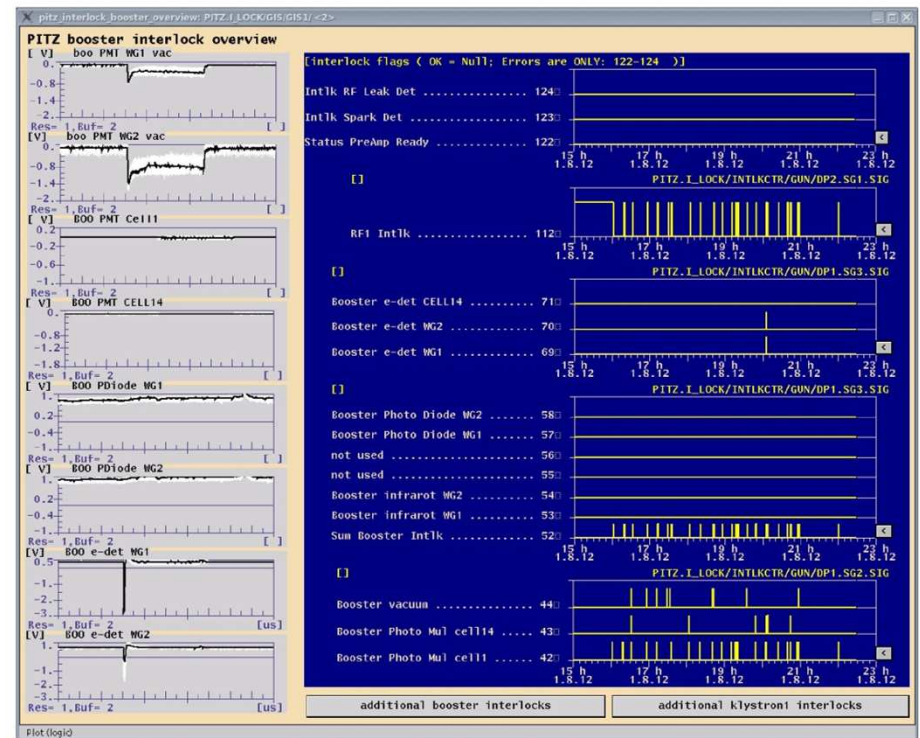 pitz_interlock_booster_overview: PITZ.I_LOCK/GIS/GIS1/ <2>
PITZ booster interlock overview
[ V] boo PMT WG1 vac
0.
-0.8
-1.4
-2.
Res= 1,Buf= 2 [ ]
[V] boo PMT WG2 vac
0.
-0.8
-1.4
-2.
Res= 1,Buf= 2 [ ]
[ V] BOO PMT Cell1
0.2
-0.2
-0.6
-1.
Res= 1,Buf= 2 [ ]
[ V] BOO PMT CELL14
0.
-0.8
-1.2
-1.8
Res= 1,Buf= 2 [ ]
[ V] BOO PDiode WG1
1.
0.2
-0.4
-1.
Res= 1,Buf= 2 [ ]
[ V] BOO PDiode WG2
1.
0.2
-0.4
-1.
Res= 1,Buf= 2 [ ]
[V] BOO e-det WG1
0.5
-1.
-2.
-3.
Res= 1,Buf= 2 [us]
[V] BOO e-det WG2
1.
-1.
-2.
-3.
Res= 1,Buf= 2 [us]
[interlock flags ( OK = Null; Errors are ONLY: 122-124 )]
Intlk RF Leak Det ................ 124
Intlk Spark Det .................. 123
Status PreAmp Ready .............. 122
<
15 h 17 h 19 h 21 h 23 h
1.8.12 1.8.12 1.8.12 1.8.12 1.8.12
[] PITZ.I_LOCK/INTLKCTR/GUN/DP2.SG1.SIG
RF1 Intlk ................. 112
<
15 h 17 h 19 h 21 h 23 h
1.8.12 1.8.12 1.8.12 1.8.12 1.8.12
[] PITZ.I_LOCK/INTLKCTR/GUN/DP1.SG3.SIG
Booster e-det CELL14 .......... 71
Booster e-det WG2 ............. 70
Booster e-det WG1 ............. 69
<
15 h 17 h 19 h 21 h 23 h
1.8.12 1.8.12 1.8.12 1.8.12 1.8.12
[] PITZ.I_LOCK/INTLKCTR/GUN/DP1.SG3.SIG
Booster Photo Diode WG2 ....... 58
Booster Photo Diode WG1 ....... 57
not used ...................... 56
not used ...................... 55
Booster infrarot WG2 .......... 54
Booster infrarot WG1 .......... 53
Sum Booster Intlk ............. 52
<
15 h 17 h 19 h 21 h 23 h
1.8.12 1.8.12 1.8.12 1.8.12 1.8.12
[] PITZ.I_LOCK/INTLKCTR/GUN/DP1.SG2.SIG
Booster vacuum ............... 44
Booster Photo Mul cell14 ..... 43
Booster Photo Mul cell1 ...... 42
<
15 h 17 h 19 h 21 h 23 h
1.8.12 1.8.12 1.8.12 1.8.12 1.8.12
additional booster interlocks
additional klystron1 interlocks
Plot (logic)